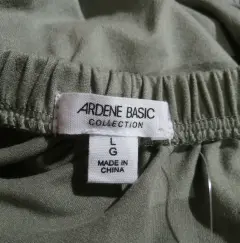 ARDENE BASIC
COLLECTION
L
G
MADE IN
CHINA